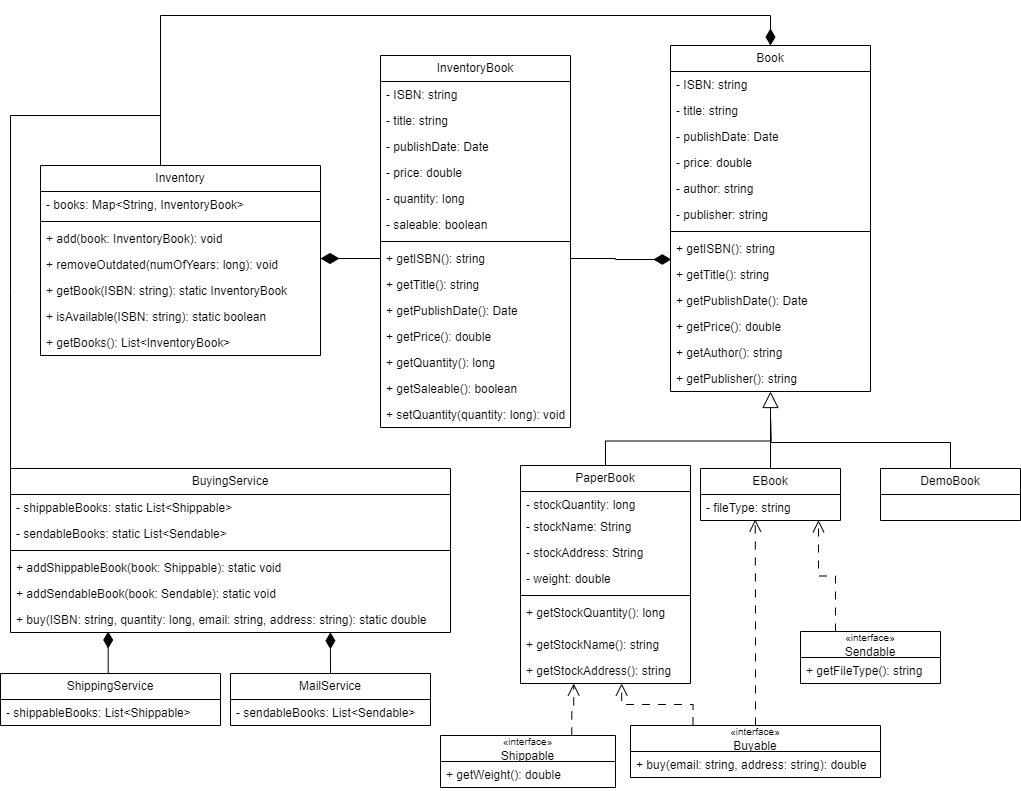 Book
- ISBN: string
- title: string
- publishDate: Date
- price: double
- author: string
- publisher: string
+ getISBN(): string
+ getTitle(): string
+ getPublishDate(): Date
+ getPrice(): double
+ getAuthor(): string
+ getPublisher(): string
InventoryBook
- ISBN: string
- title: string
- publishDate: Date
- price: double
- quantity: long
- saleable: boolean
+ getISBN(): string
+ getTitle(): string
+ getPublishDate(): Date
+ getPrice(): double
+ getQuantity(): long
+ getSaleable(): boolean
+ setQuantity(quantity: long): void
Inventory
- books: Map<String, InventoryBook>
+ add(book: InventoryBook): void
+ removeOutdated(numOfYears: long): void
+ getBook(ISBN: string): static InventoryBook
+ isAvailable(ISBN: string): static boolean
+ getBooks(): List<InventoryBook>
BuyingService
- shippableBooks: static List<Shippable>
- sendableBooks: static List<Sendable>
+ addShippableBook(book: Shippable): static void
+ addSendableBook(book: Sendable): static void
+ buy(ISBN: string, quantity: long, email: string, address: string): static double
ShippingService
- shippableBooks: List<Shippable>
MailService
- sendableBooks: List<Sendable>
PaperBook
- stockQuantity: long
- stockName: String
- stockAddress: String
- weight: double
+ getStockQuantity(): long
+ getStockName(): string
+ getStockAddress(): string
EBook
- fileType: string
DemoBook
«interface»
Sendable
+ getFileType(): string
«interface»
Shippable
+ getWeight(): double
«interface»
Buyable
+ buy(email: string, address: string): double